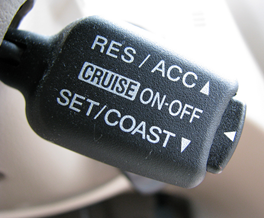 RES / ACC ▲
CRUISE ON-OFF
SET/COAST ▼